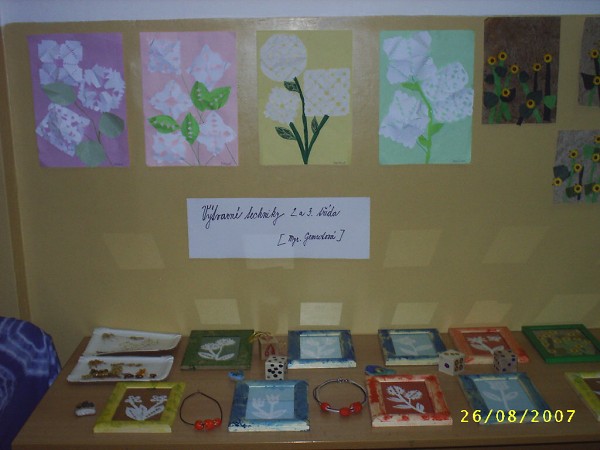 Výtvarné techniky 2. a 3. třída
[ Mgr. ]
26/08/2007